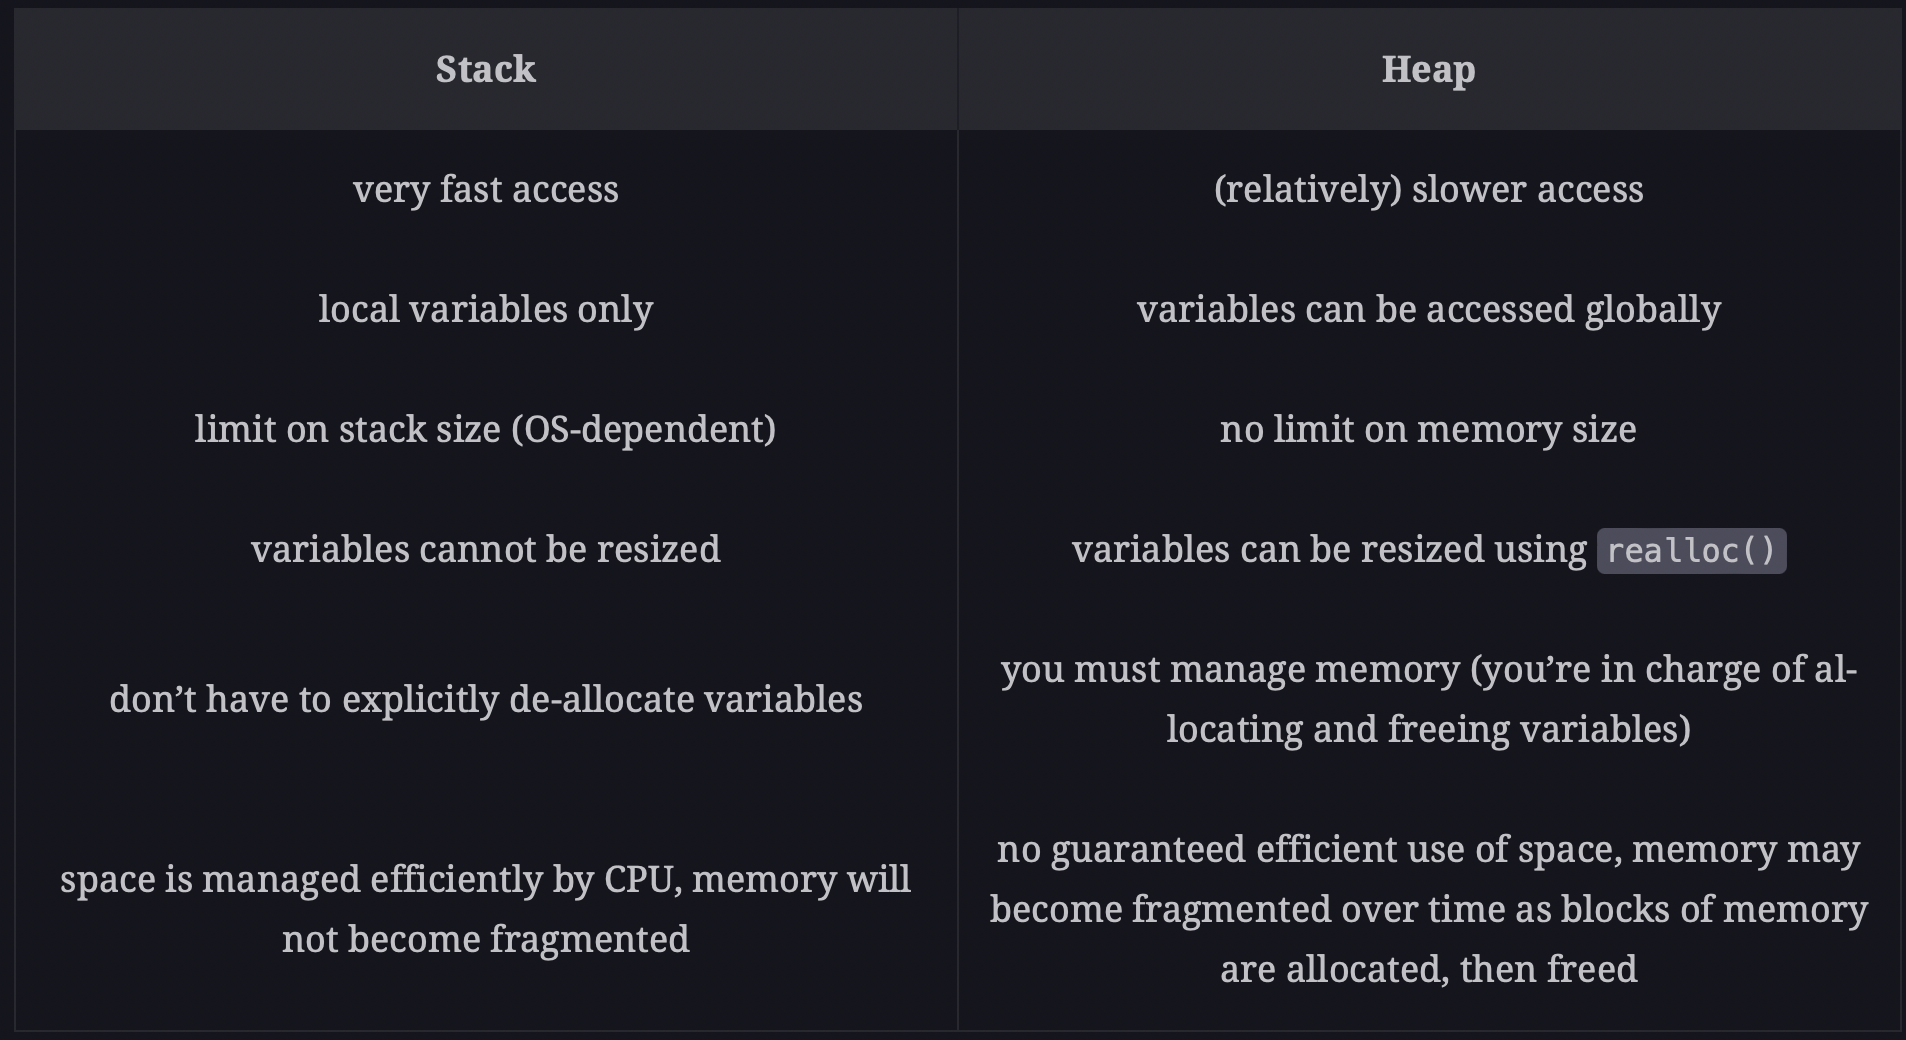 Stack
Heap
very fast access
(relatively) slower access
local variables only
variables can be accessed globally
limit on stack size (OS-dependent)
no limit on memory size
variables cannot be resized
variables can be resized using realloc()
don’t have to explicitly de-allocate variables
you must manage memory (you’re in charge of al-
locating and freeing variables)
space is managed efficiently by CPU, memory will
not become fragmented
no guaranteed efficient use of space, memory may
become fragmented over time as blocks of memory
are allocated, then freed